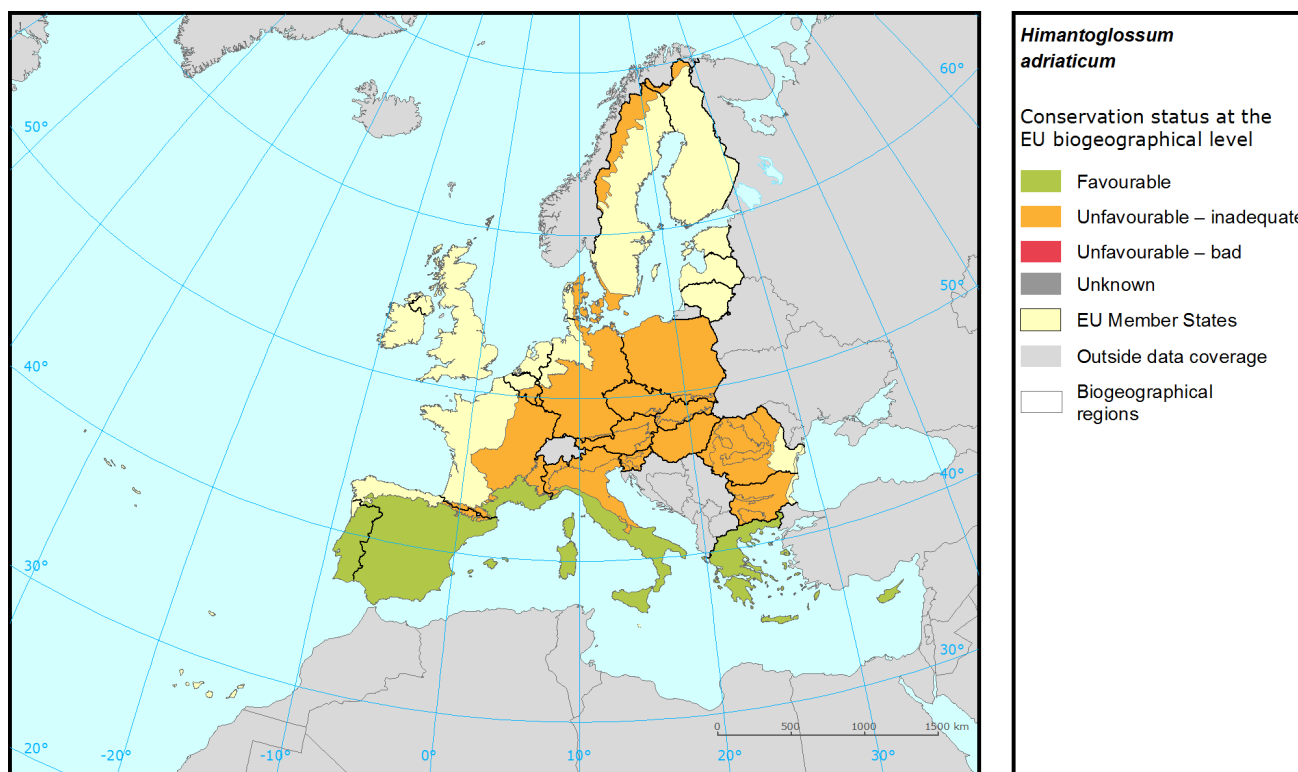 60°
50°
50°
40°
40°
30°
30°
20°
-20°
-10°
0°
10°
20°
30°
0 500 1000 1500 km
Himantoglossum
adriaticum
Conservation status at the
EU biogeographical level
Favourable
Unfavourable – inadequate
Unfavourable – bad
Unknown
EU Member States
Outside data coverage
Biogeographical
regions